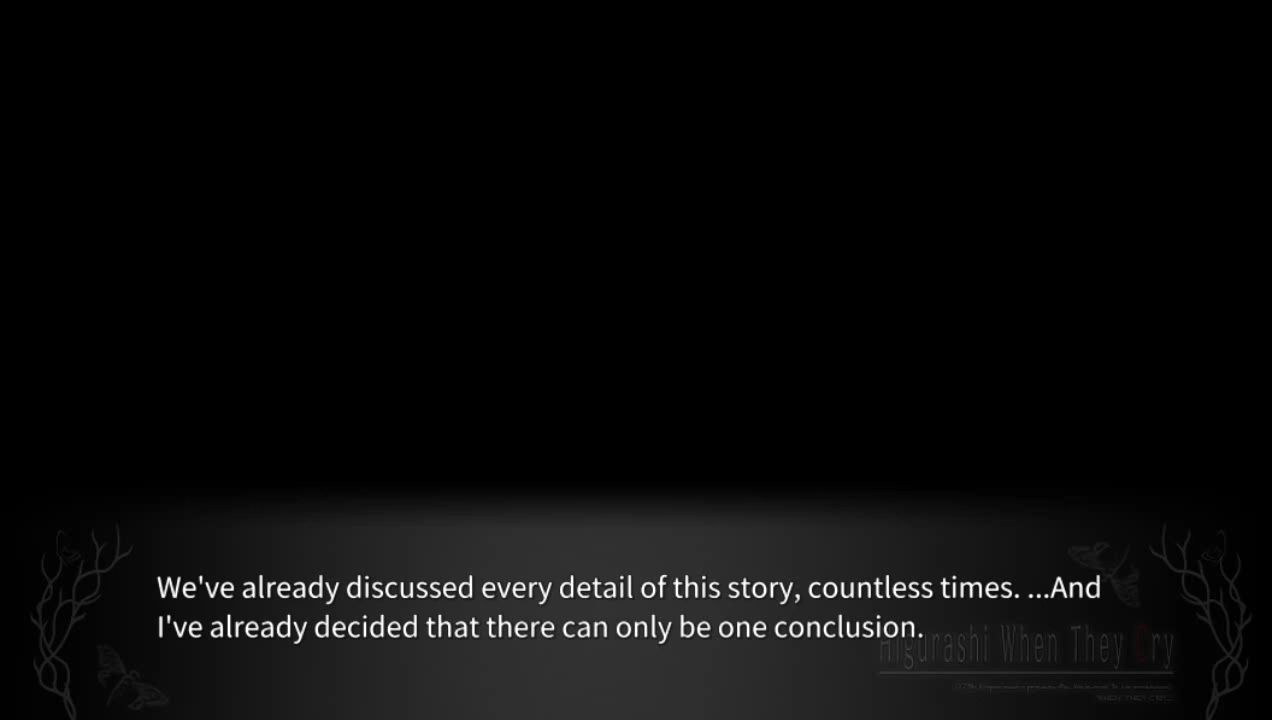 We've already discussed every detail of this story, countless times. ...And
I've already decided that there can only be one conclusion.
Higurashi When They Cry